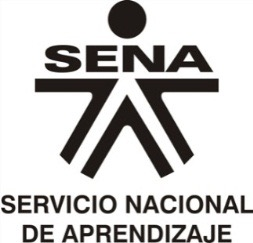 SENA
SERVICIO NACIONAL
DE APRENDIZAJE